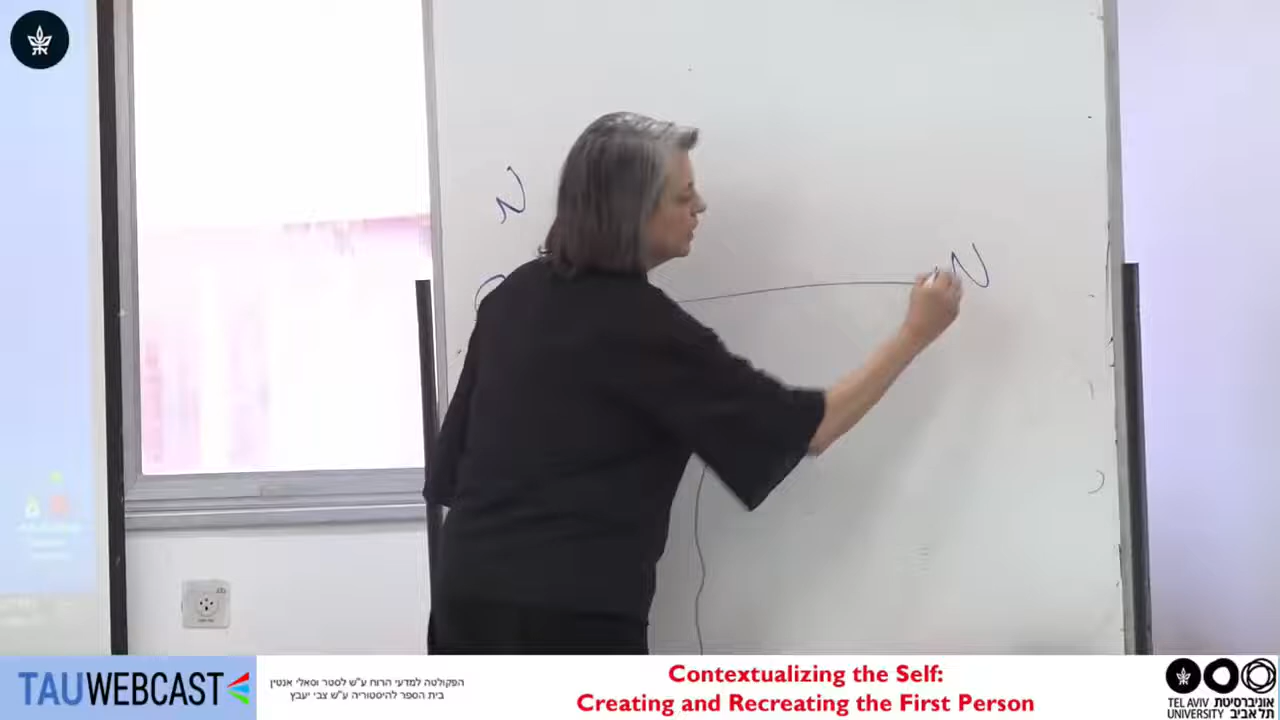 N
N
TAUWEBCAST
הפקולטה למדעי הרוח ע"ש לסטר וסאלי אנטין
בית הספר להיסטוריה ע"ש צבי יעבץ
Contextualizing the Self:
Creating and Recreating the First Person
TEL AVIV אוניברסיטת
UNIVERSITY תל אביב